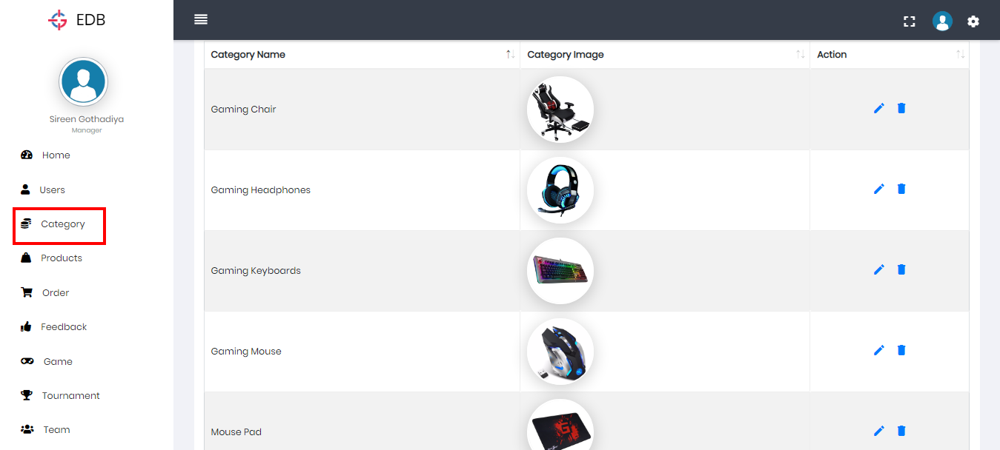 EDB
Sireen Gothadiya
Manager
Home
Users
Category
Products
Order
Feedback
Game
Tournament
Team
Category Name Category Image Action
Gaming Chair
Gaming Headphones
Gaming Keyboards
Gaming Mouse
Mouse Pad